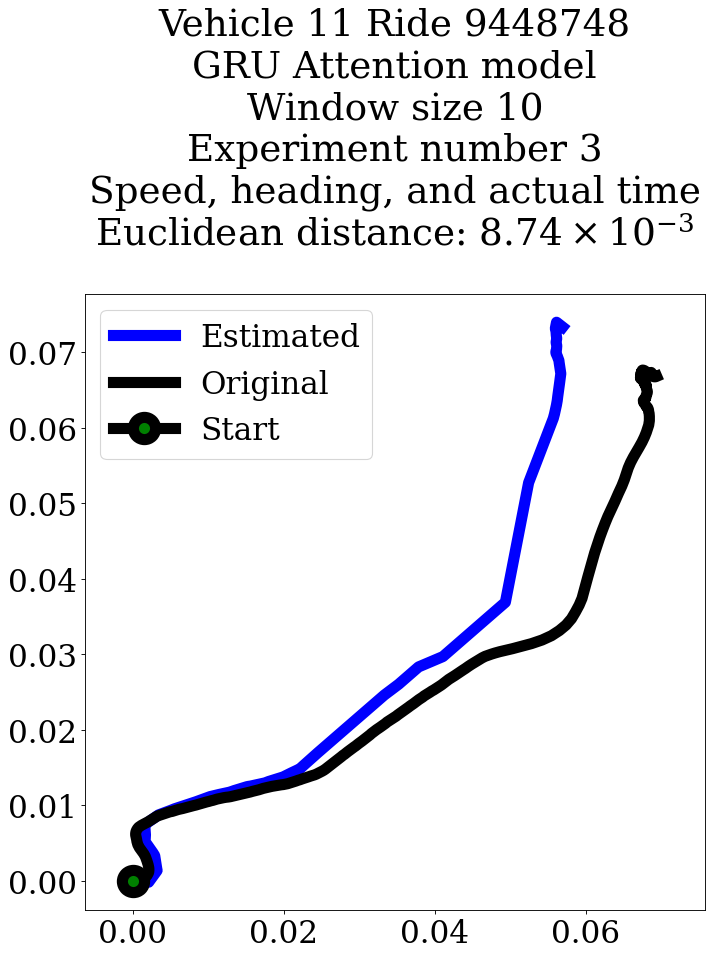 Vehicle 11 Ride 9448748
GRU Attention model
Window size 10
Experiment number 3
Speed, heading, and actual time
Euclidean distance: 8.74 × 10⁻³
Estimated
Original
Start
0.07
0.06
0.05
0.04
0.03
0.02
0.01
0.00
0.00 0.02 0.04 0.06